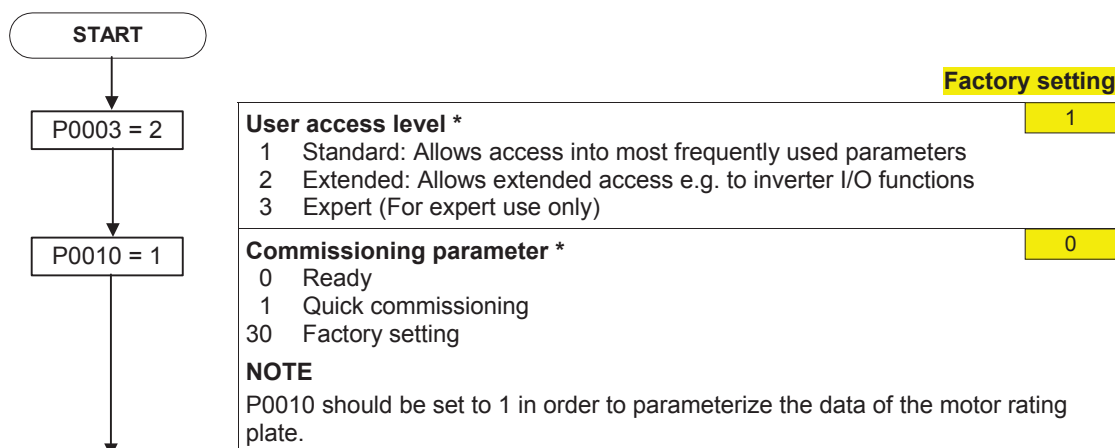 START
Factory setting
P0003 = 2
User access level *
1
1 Standard: Allows access into most frequently used parameters
2 Extended: Allows extended access e.g. to inverter I/O functions
3 Expert (For expert use only)
P0010 = 1
Commissioning parameter *
0
0 Ready
1 Quick commissioning
30 Factory setting
NOTE
P0010 should be set to 1 in order to parameterize the data of the motor rating
plate.